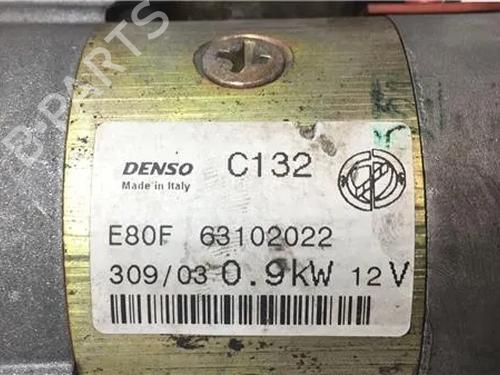 B-PARTS
DENSO C132
Made in Italy
E80F 63102022
309/03 0.9kW 12V